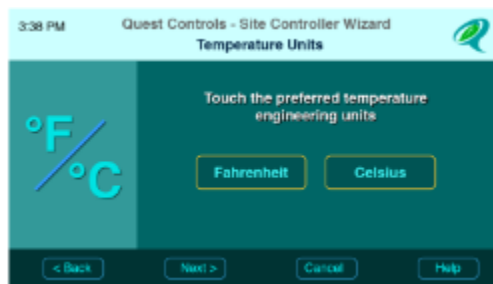 3:38 PM
Quest Controls - Site Controller Wizard
Temperature Units
°F/°C
Touch the preferred temperature
engineering units
Fahrenheit
Celsius
< Back
Next >
Cancel
Help